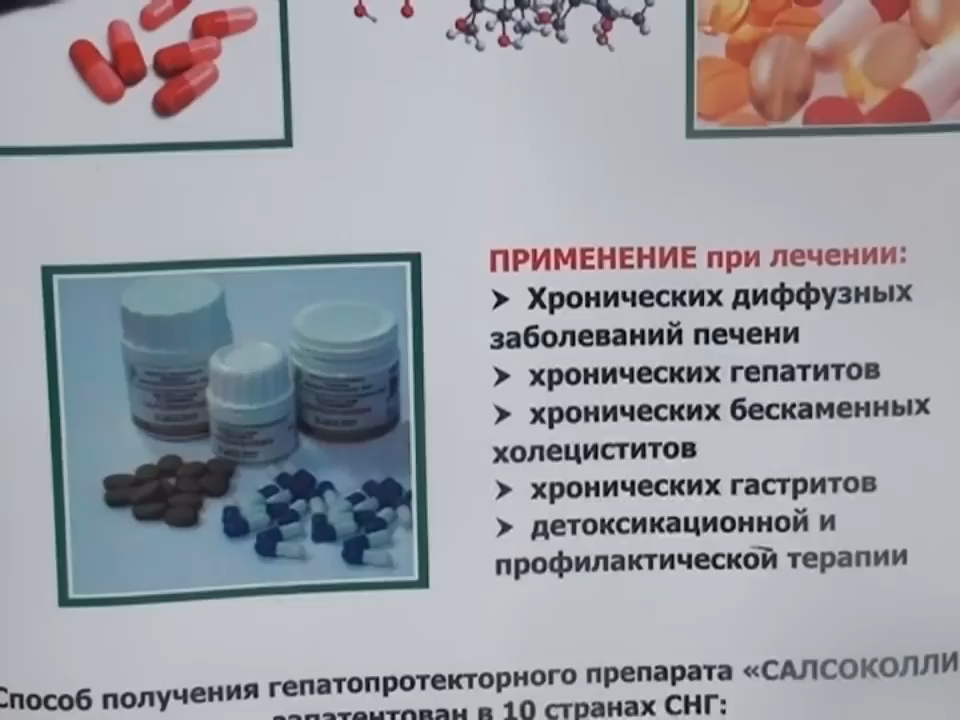 ПРИМЕНЕНИЕ при лечении:
➤ Хронических диффузных
заболеваний печени
➤ хронических гепатитов
➤ хронических бескаменных
холециститов
➤ хронических гастритов
➤ детоксикационной и
профилактической терапии
Способ получения гепатопротекторного препарата «САЛСОКОЛЛИ
запатентован в 10 странах СНГ: